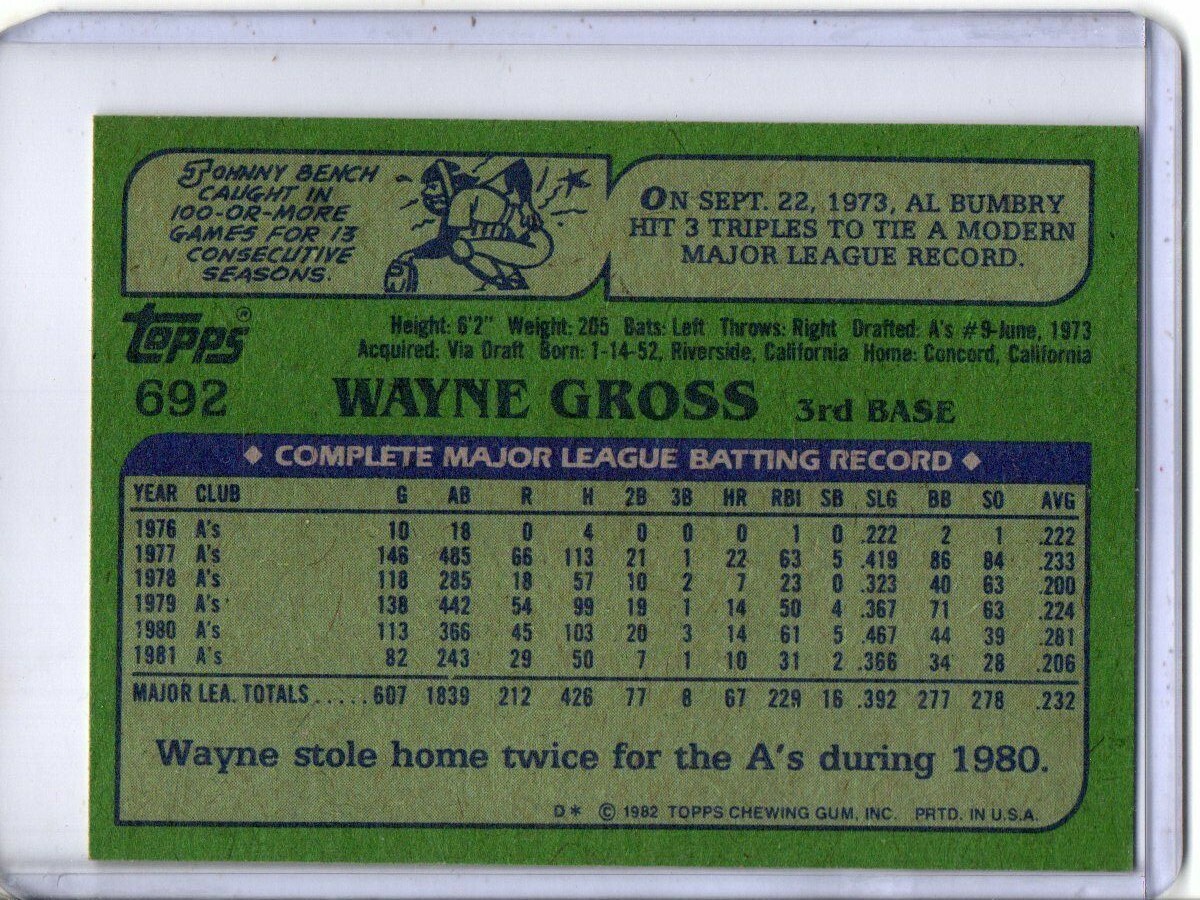 JOHNNY BENCH
CAUGHT IN
100-OR-MORE
GAMES FOR 13
CONSECUTIVE
SEASONS.
ON SEPT. 22, 1973, AL BUMBRY
HIT 3 TRIPLES TO TIE A MODERN
MAJOR LEAGUE RECORD.
topps®
Height: 6'2" Weight: 205 Bats: Left Throws: Right Drafted: A's #9-June, 1973
Acquired: Via Draft Born: 1-14-52, Riverside, California Home: Concord, California
692 WAYNE GROSS 3rd BASE
◆ COMPLETE MAJOR LEAGUE BATTING RECORD ◆
YEAR CLUB G AB R H 2B 3B HR RBI SB SLG BB SO AVG
1976 A's 10 18 0 4 0 0 0 1 0 .222 2 1 .222
1977 A's 146 485 66 113 21 1 22 63 5 .419 86 84 .233
1978 A's 118 285 18 57 10 2 7 23 0 .323 40 63 .200
1979 A's 138 442 54 99 19 1 14 50 4 .367 71 63 .224
1980 A's 113 366 45 103 20 3 14 61 5 .467 44 39 .281
1981 A's 82 243 29 50 7 1 10 31 2 .366 34 28 .206
MAJOR LEA. TOTALS.....607 1839 212 426 77 8 67 229 16 .392 277 278 .232
Wayne stole home twice for the A's during 1980.
D* © 1982 TOPPS CHEWING GUM, INC. PRTD. IN U.S.A.